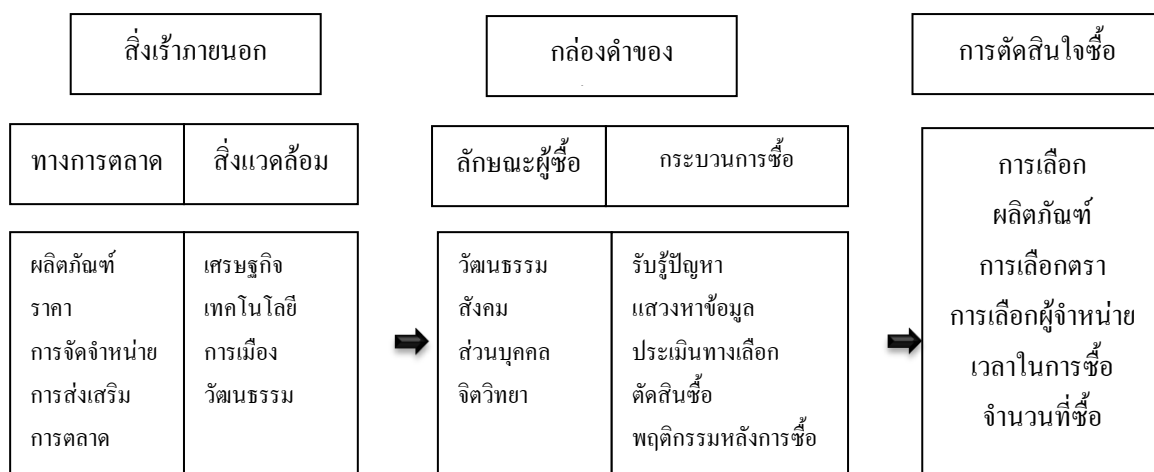 สิ่งเร้าภายนอก
กล่องดำของ
การตัดสินใจซื้อ
ทางการตลาด
สิ่งแวดล้อม
ลักษณะผู้ซื้อ
กระบวนการซื้อ
ผลิตภัณฑ์
ราคา
การจัดจำหน่าย
การส่งเสริม
การตลาด
เศรษฐกิจ
เทคโนโลยี
การเมือง
วัฒนธรรม
วัฒนธรรม
สังคม
ส่วนบุคคล
จิตวิทยา
รับรู้ปัญหา
แสวงหาข้อมูล
ประเมินทางเลือก
ตัดสินซื้อ
พฤติกรรมหลังการซื้อ
การเลือก
ผลิตภัณฑ์
การเลือกตรา
การเลือกผู้จำหน่าย
เวลาในการซื้อ
จำนวนที่ซื้อ